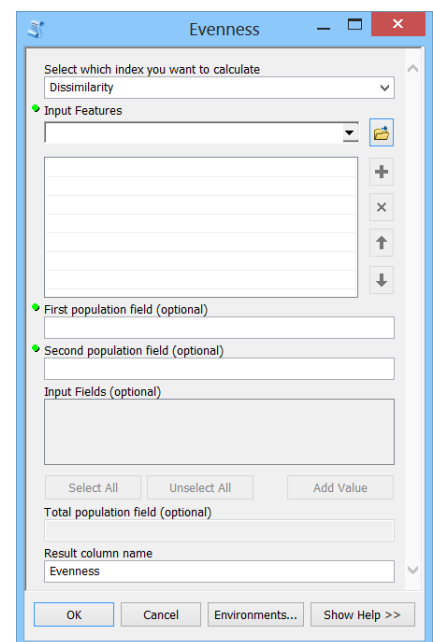 Evenness
Select which index you want to calculate
Dissimilarity
Input Features
First population field (optional)
Second population field (optional)
Input Fields (optional)
Select All Unselect All Add Value
Total population field (optional)
Result column name
Evenness
OK Cancel Environments... Show Help >>